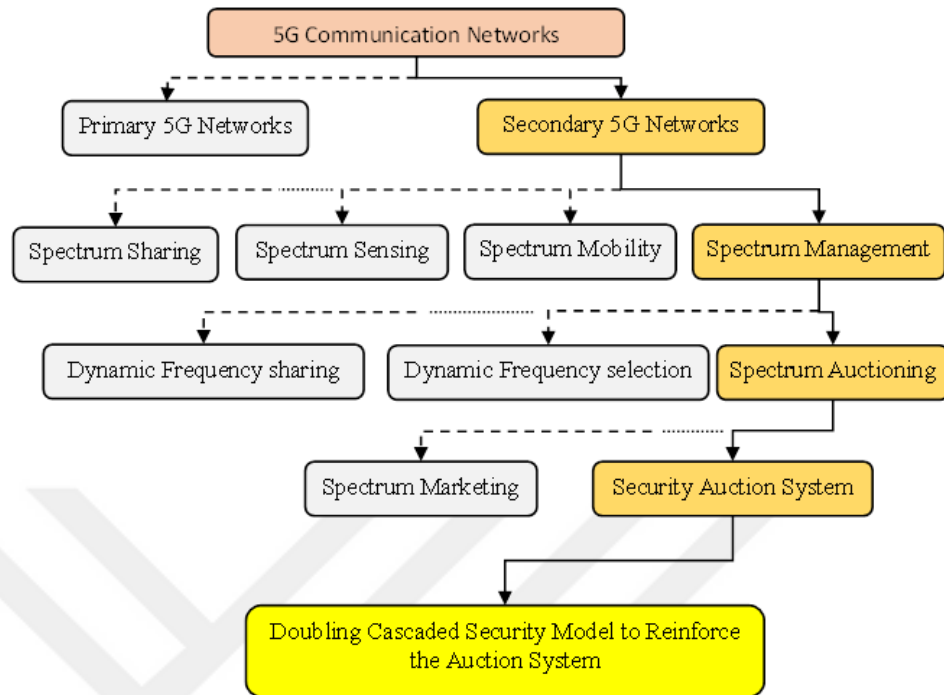 5G Communication Networks
Primary 5G Networks
Secondary 5G Networks
Spectrum Sharing
Spectrum Sensing
Spectrum Mobility
Spectrum Management
Dynamic Frequency sharing
Dynamic Frequency selection
Spectrum Auctioning
Spectrum Marketing
Security Auction System
Doubling Cascaded Security Model to Reinforce
the Auction System